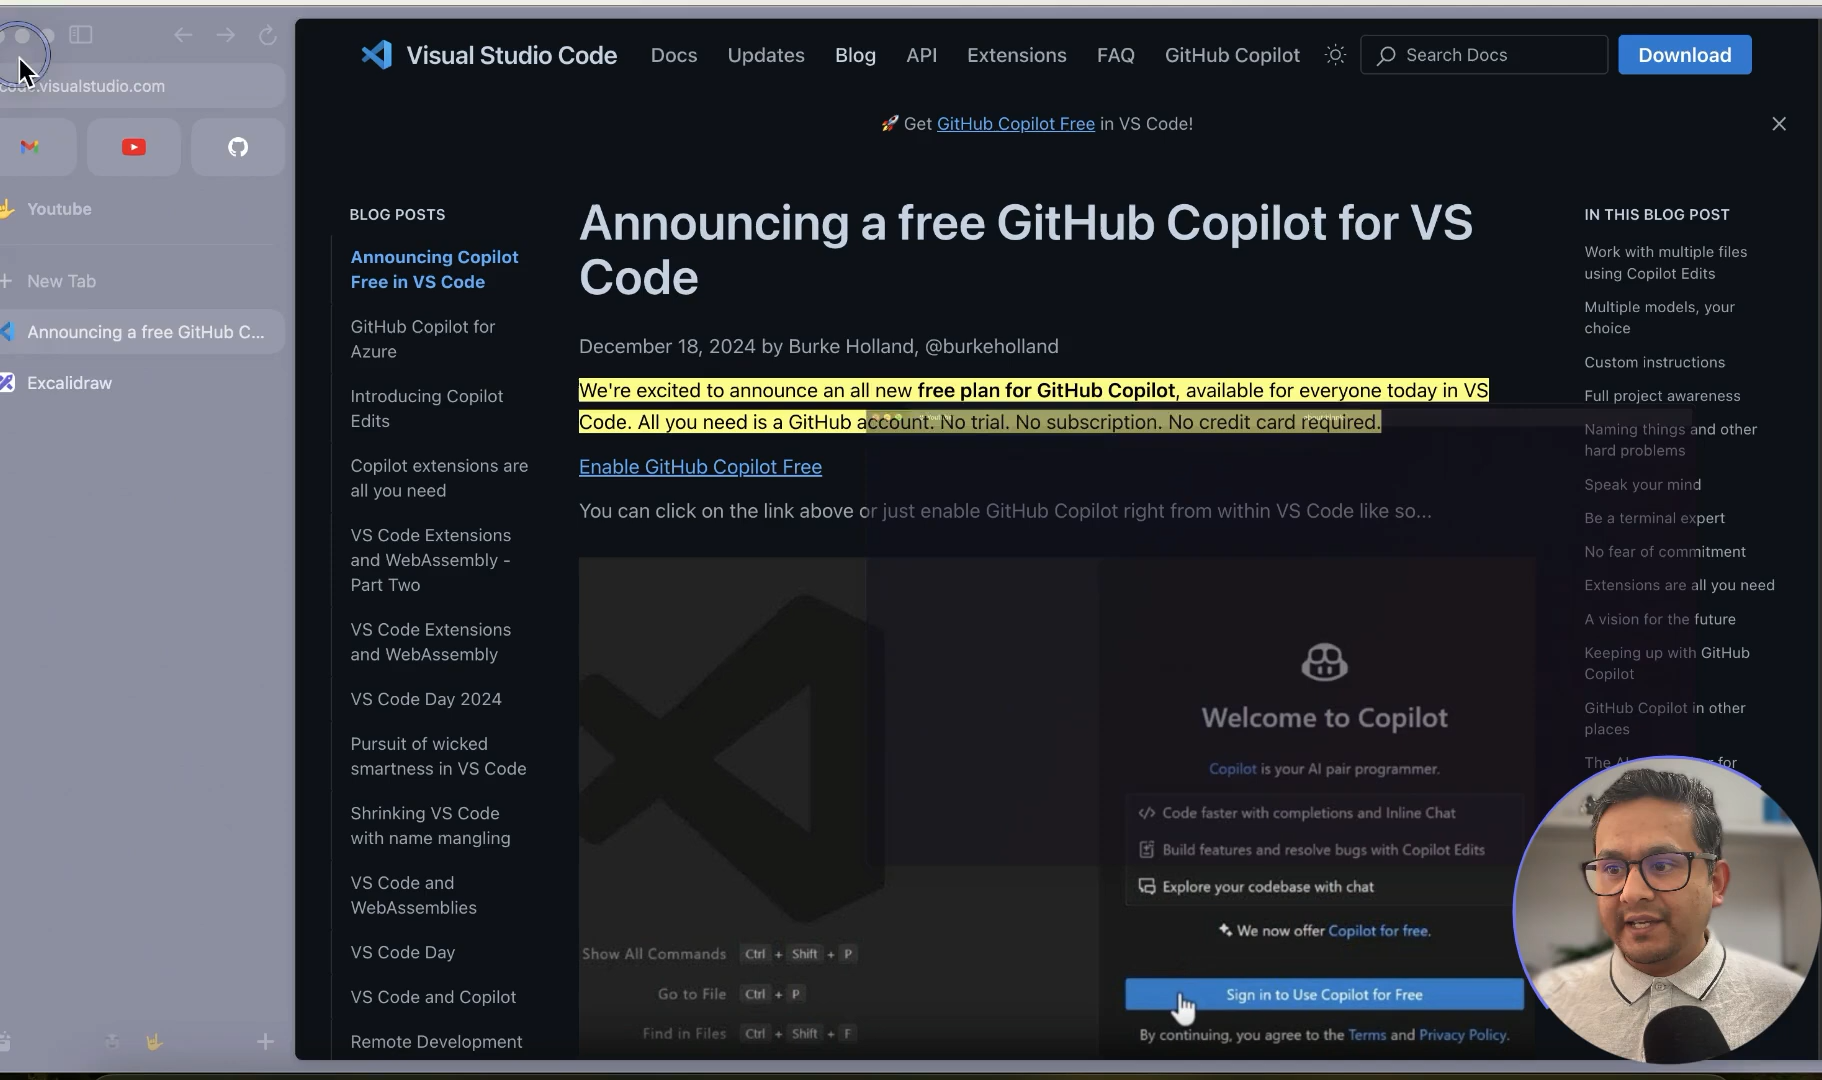 code.visualstudio.com
Youtube
New Tab
Announcing a free GitHub C...
Excalidraw
Visual Studio Code
Docs
Updates
Blog
API
Extensions
FAQ
GitHub Copilot
Search Docs
Download
🚀 Get GitHub Copilot Free in VS Code!
BLOG POSTS
Announcing Copilot
Free in VS Code
GitHub Copilot for
Azure
Introducing Copilot
Edits
Copilot extensions are
all you need
VS Code Extensions
and WebAssembly -
Part Two
VS Code Extensions
and WebAssembly
VS Code Day 2024
Pursuit of wicked
smartness in VS Code
Shrinking VS Code
with name mangling
VS Code and
WebAssemblies
VS Code Day
VS Code and Copilot
Remote Development
Announcing a free GitHub Copilot for VS
Code
December 18, 2024 by Burke Holland, @burkeholland
We're excited to announce an all new free plan for GitHub Copilot, available for everyone today in VS
Code. All you need is a GitHub account. No trial. No subscription. No credit card required.
Enable GitHub Copilot Free
You can click on the link above or just enable GitHub Copilot right from within VS Code like so...
Show All Commands Ctrl + Shift + P
Go to File Ctrl + P
Find in Files Ctrl + Shift + F
Welcome to Copilot
Copilot is your AI pair programmer.
Code faster with completions and Inline Chat
Build features and resolve bugs with Copilot Edits
Explore your codebase with chat
We now offer Copilot for free.
Sign in to Use Copilot for Free
By continuing, you agree to the Terms and Privacy Policy.
IN THIS BLOG POST
Work with multiple files
using Copilot Edits
Multiple models, your
choice
Custom instructions
Full project awareness
Naming things and other
hard problems
Speak your mind
Be a terminal expert
No fear of commitment
Extensions are all you need
A vision for the future
Keeping up with GitHub
Copilot
GitHub Copilot in other
places
The